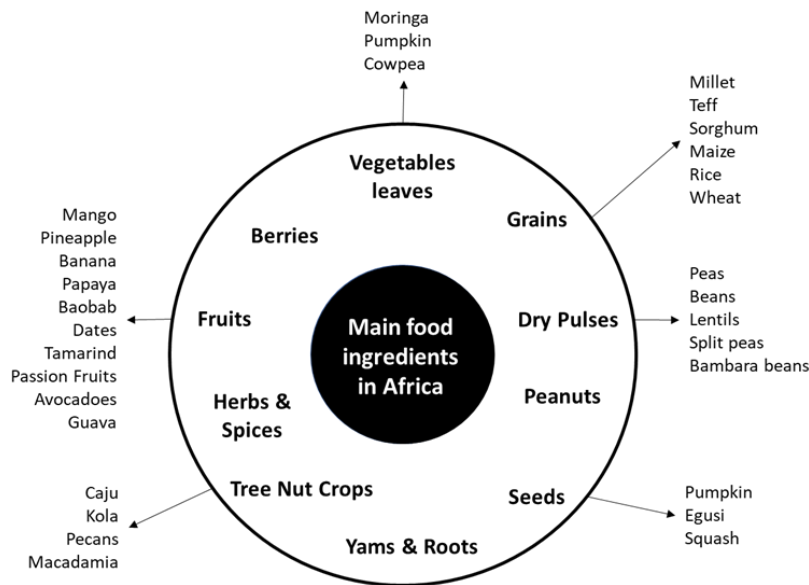 Moringa
Pumpkin
Cowpea
Millet
Teff
Sorghum
Maize
Rice
Wheat
Vegetables
leaves
Grains
Berries
Mango
Pineapple
Banana
Papaya
Baobab
Dates
Tamarind
Passion Fruits
Avocadoes
Guava
Fruits
Main food
ingredients
in Africa
Dry Pulses
Peas
Beans
Lentils
Split peas
Bambara beans
Peanuts
Herbs &
Spices
Tree Nut Crops
Seeds
Yams & Roots
Caju
Kola
Pecans
Macadamia
Pumpkin
Egusi
Squash